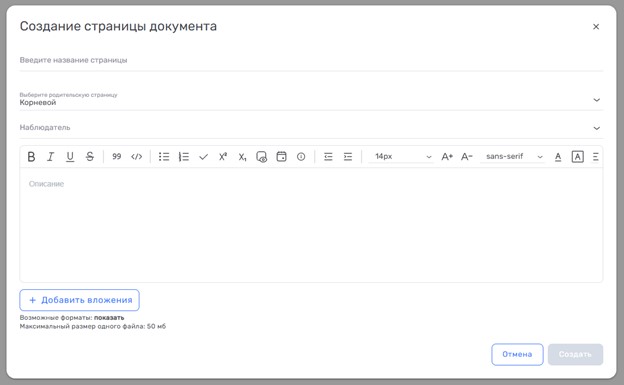 Создание страницы документа
Введите название страницы
Выберите родительскую страницу
Корневой
Наблюдатель
B I U S 99 </> X² X₁ 14px A+ A− sans-serif A A
Описание
+ Добавить вложения
Возможные форматы: показать
Максимальный размер одного файла: 50 мб
Отмена Создать